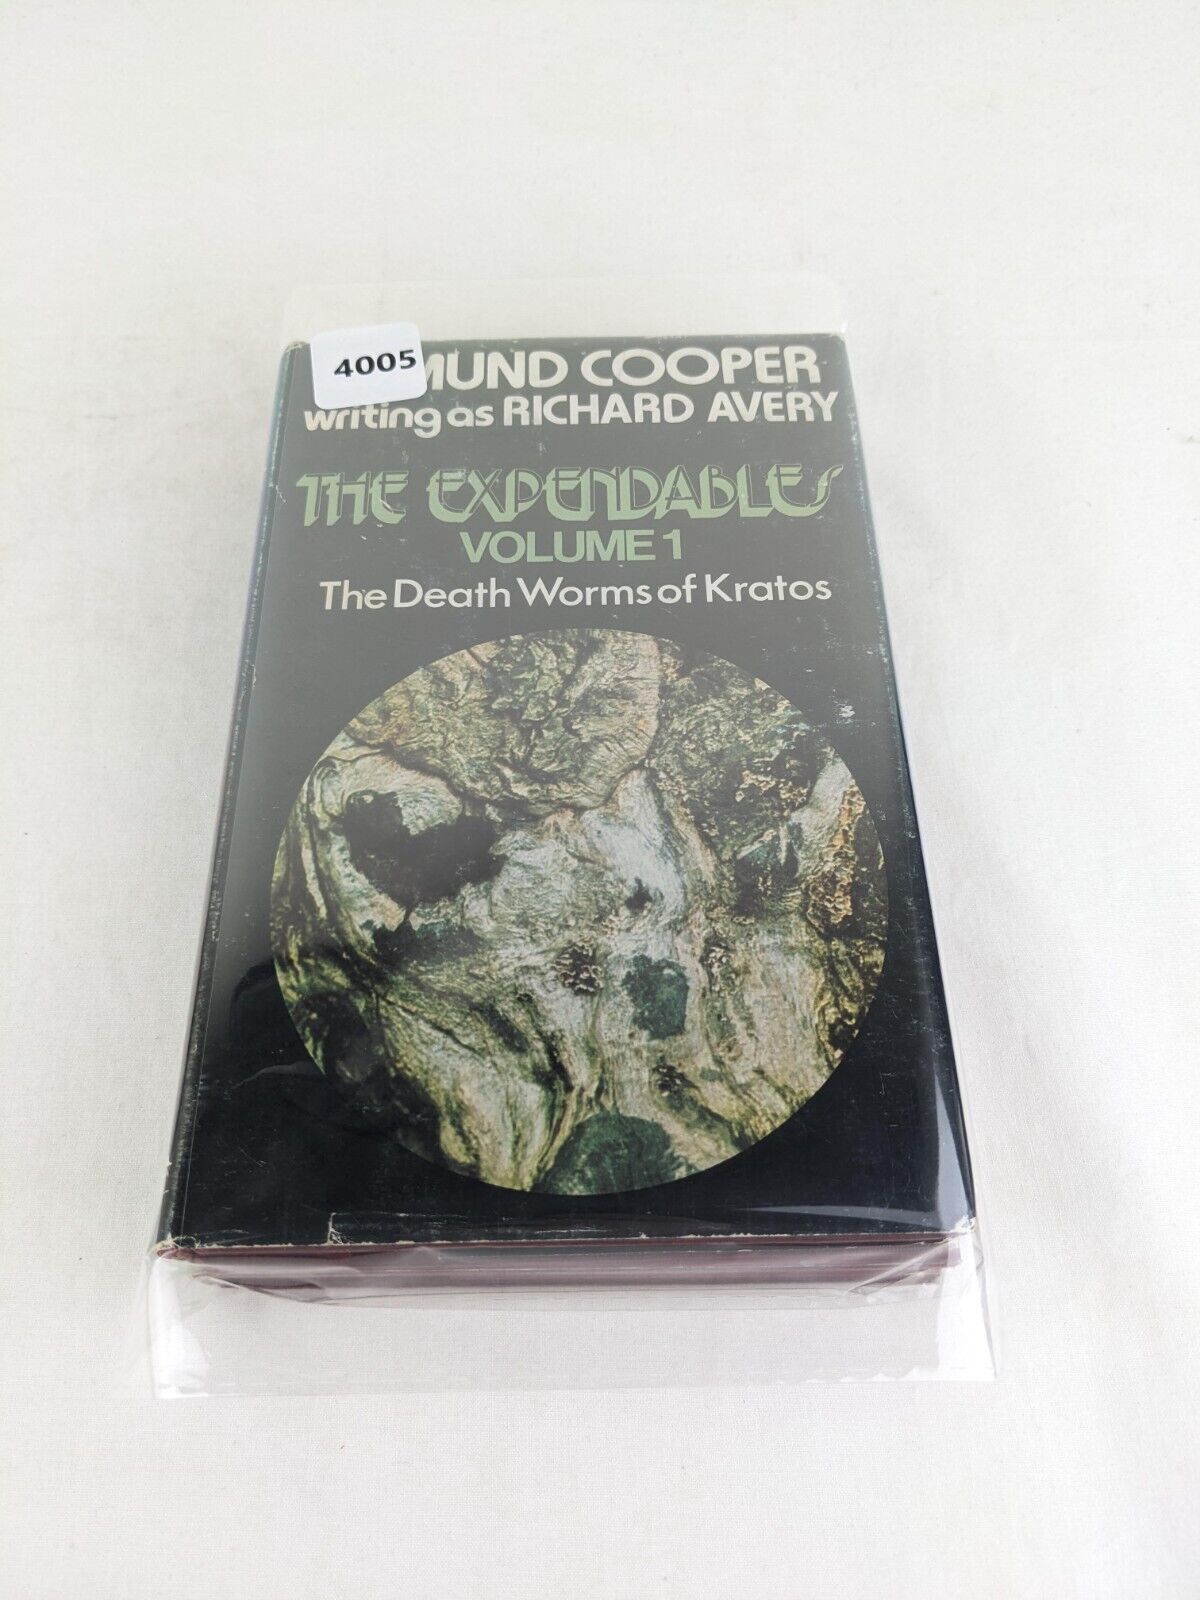 4005
MUND COOPER
writing as RICHARD AVERY
THE EXPENDABLES
VOLUME 1
The Death Worms of Kratos